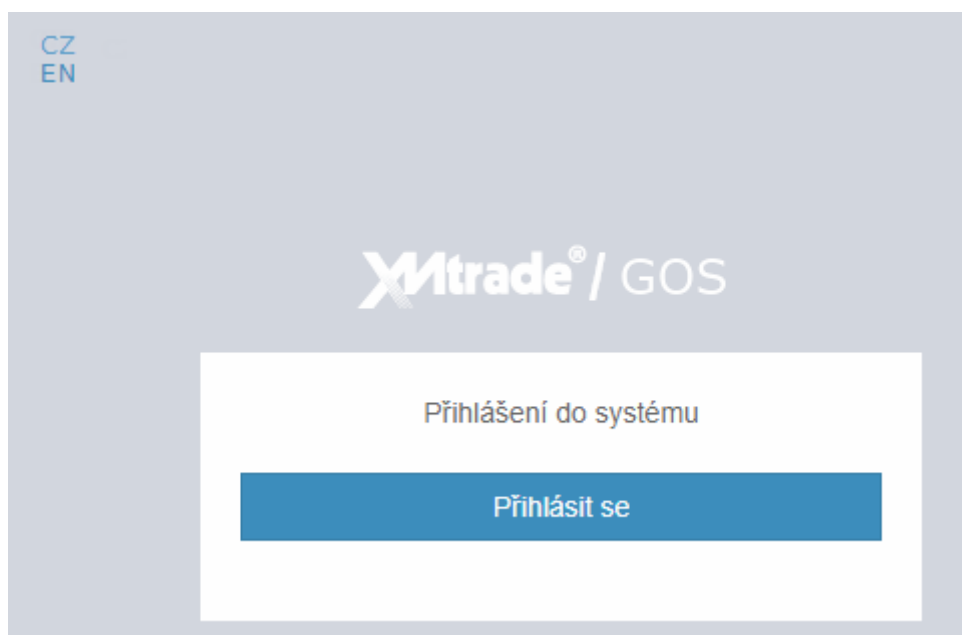 CZ
EN
XMtrade®/ GOS
Přihlášení do systému
Přihlásit se